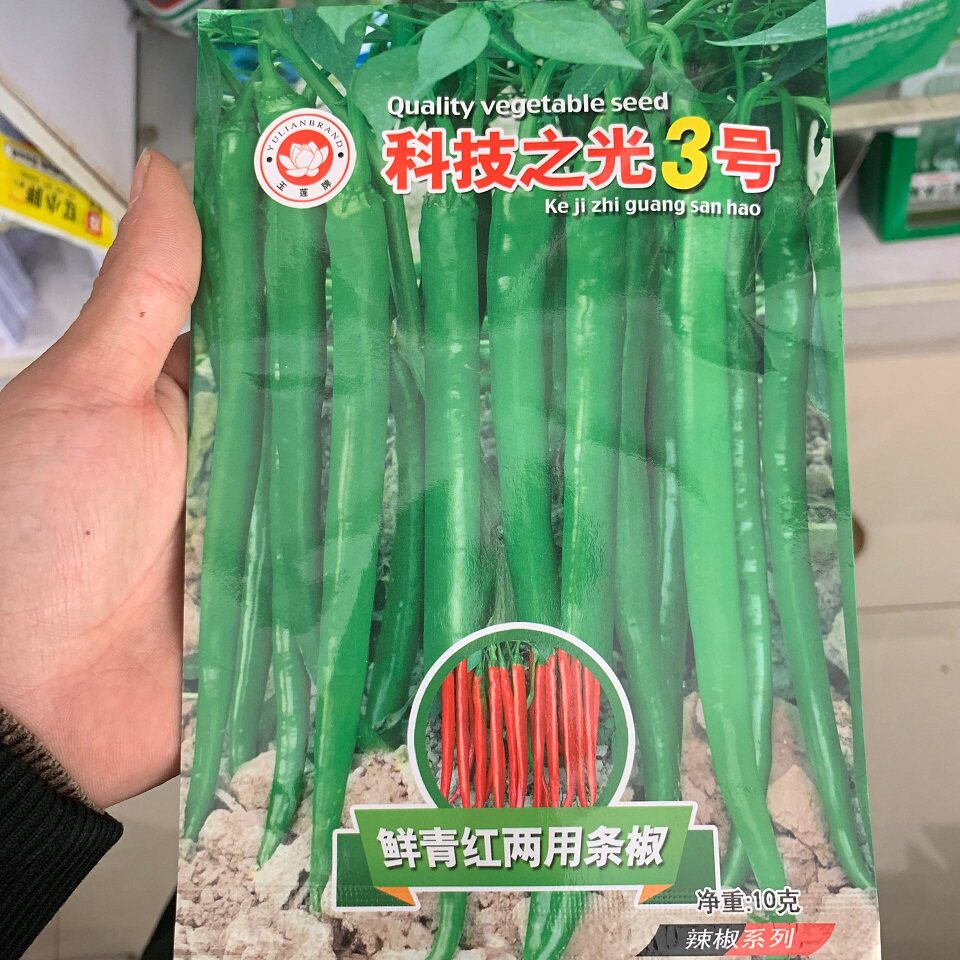 Quality vegetable seed
YULIANBRAND
玉莲牌
科技之光3号
Ke ji zhi guang san hao
鲜青红两用条椒
净重:10克
辣椒系列